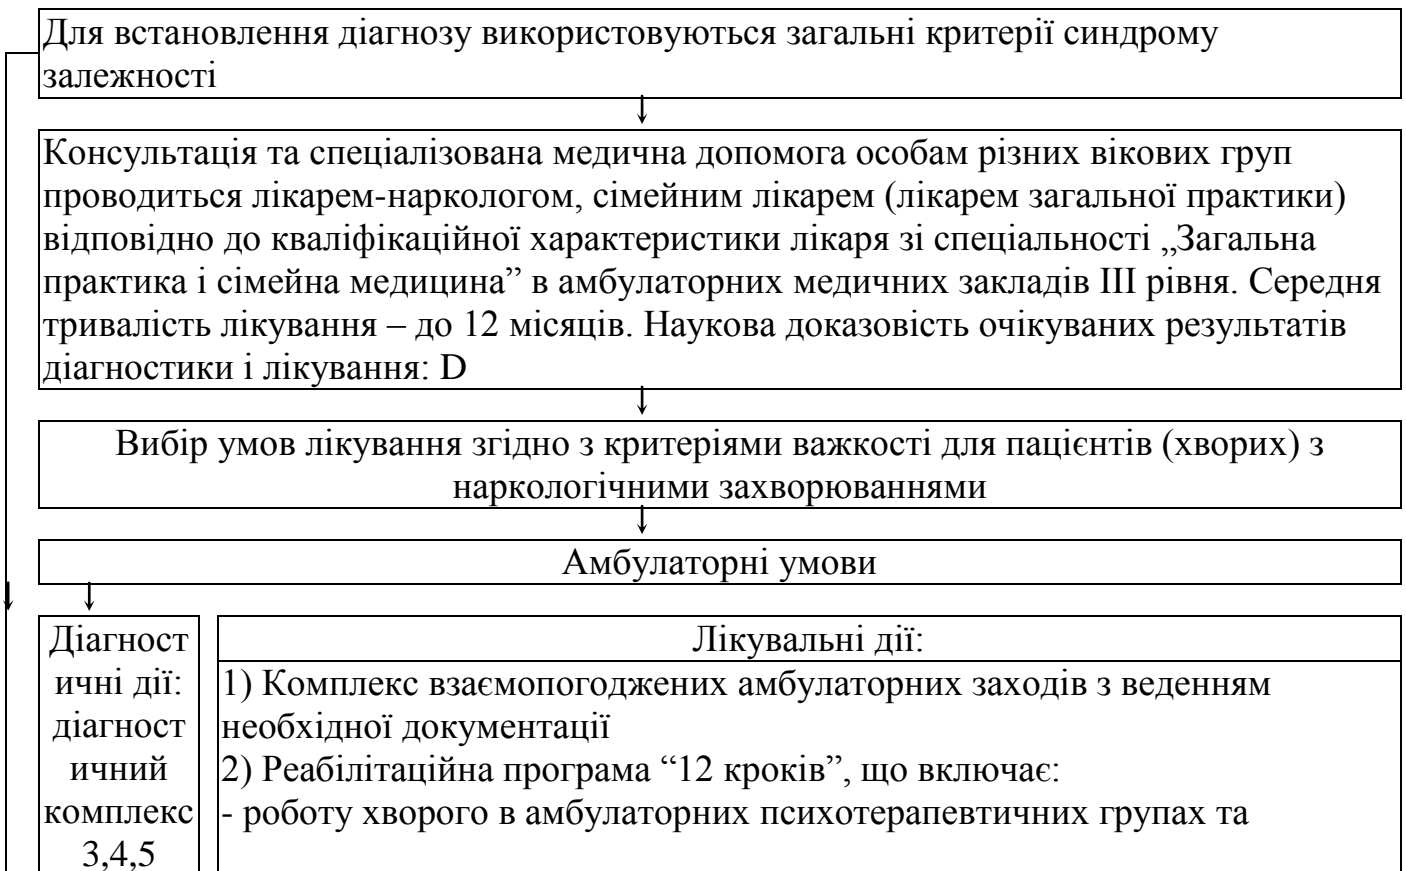 Для встановлення діагнозу використовуються загальні критерії синдрому
залежності
Консультація та спеціалізована медична допомога особам різних вікових груп
проводиться лікарем-наркологом, сімейним лікарем (лікарем загальної практики)
відповідно до кваліфікаційної характеристики лікаря зі спеціальності „Загальна
практика і сімейна медицина” в амбулаторних медичних закладів III рівня. Середня
тривалість лікування – до 12 місяців. Наукова доказовість очікуваних результатів
діагностики і лікування: D
Вибір умов лікування згідно з критеріями важкості для пацієнтів (хворих) з
наркологічними захворюваннями
Амбулаторні умови
Діагност
ичні дії:
діагност
ичний
комплекс
3,4,5
Лікувальні дії:
1) Комплекс взаємопогоджених амбулаторних заходів з веденням
необхідної документації
2) Реабілітаційна програма “12 кроків”, що включає:
- роботу хворого в амбулаторних психотерапевтичних групах та